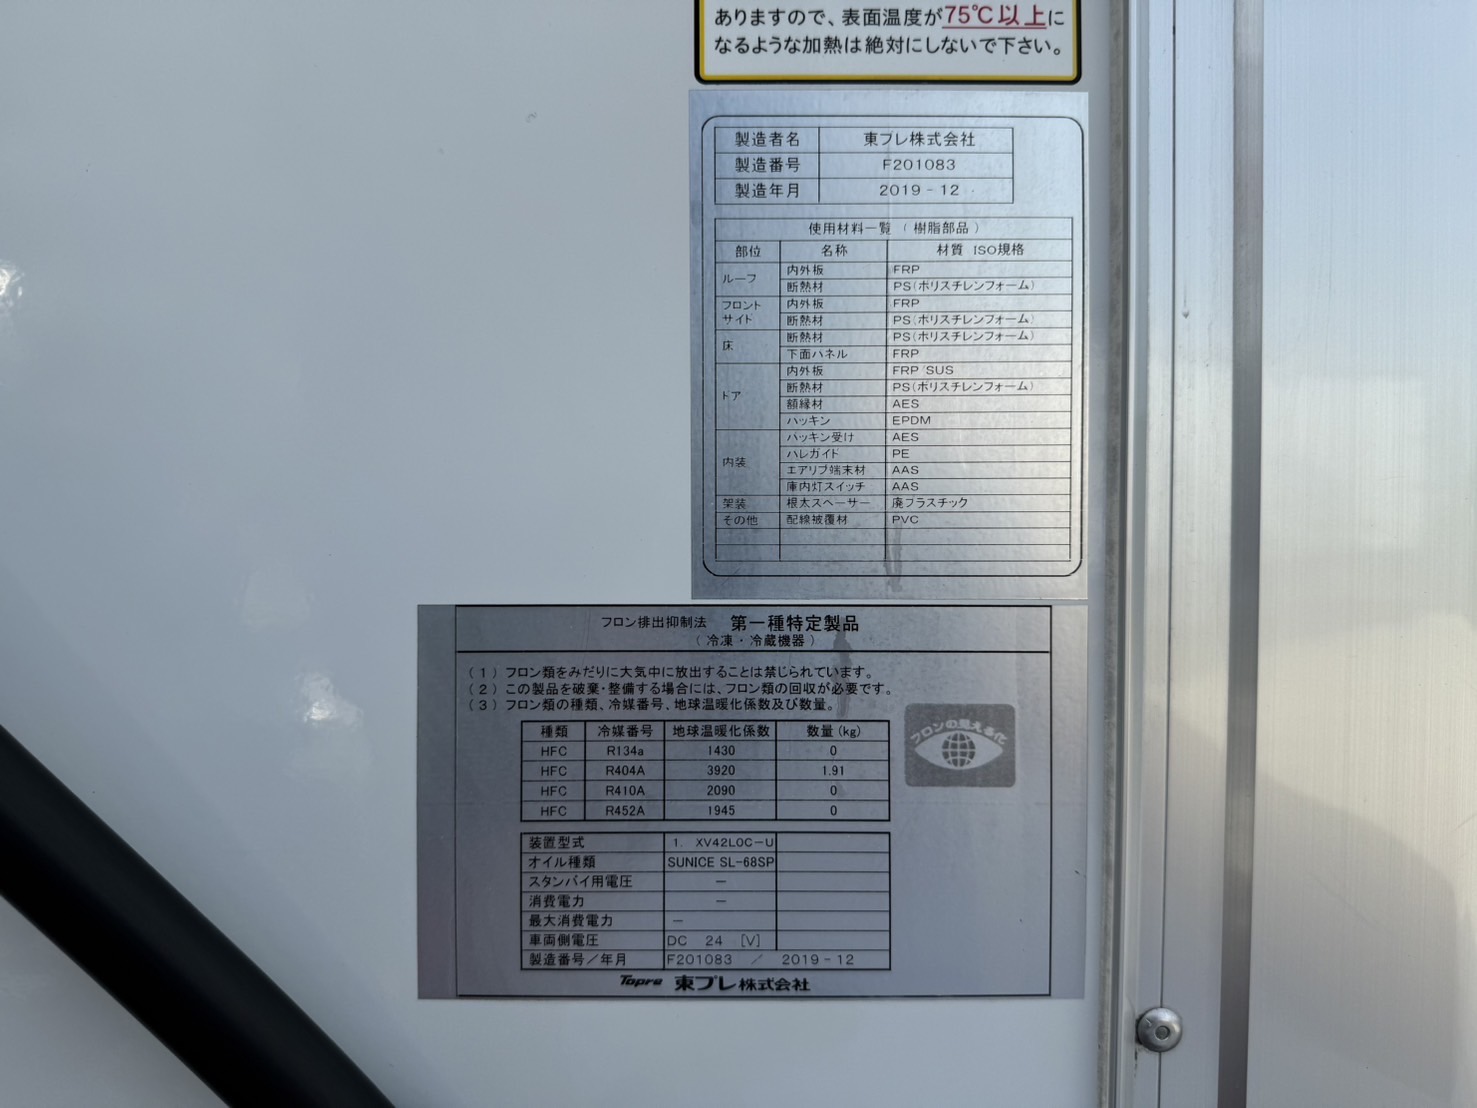 ありますので、表面温度が75℃以上に
なるような加熱は絶対にしないで下さい。
製造者名 東プレ株式会社
製造番号 F201083
製造年月 2019-12
使用材料一覧(樹脂部品)
部位 名称 材質 ISO規格
ルーフ 内外板 FRP
断熱材 PS(ポリスチレンフォーム)
フロント 内外板 FRP
サイド 断熱材 PS(ポリスチレンフォーム)
床 断熱材 PS(ポリスチレンフォーム)
下面パネル FRP
ドア 内外板 FRP/SUS
断熱材 PS(ポリスチレンフォーム)
額縁材 AES
パッキン EPDM
内装 パッキン受け AES
ハレガイド PE
エアリブ端末材 AAS
庫内灯スイッチ AAS
架装 根太スペーサー 廃プラスチック
その他 配線被覆材 PVC
フロン排出抑制法 第一種特定製品
(冷凍・冷蔵機器)
(1)フロン類をみだりに大気中に放出することは禁じられています。
(2)この製品を破棄・整備する場合には、フロン類の回収が必要です。
(3)フロン類の種類、冷媒番号、地球温暖化係数及び数量。
種類 冷媒番号 地球温暖化係数 数量(kg)
HFC R134a 1430 0
HFC R404A 3920 1.91
HFC R410A 2090 0
HFC R452A 1945 0
フロンの見える化
装置型式 1. XV42LOC-U
オイル種類 SUNICE SL-68SP
スタンバイ用電圧 -
消費電力 -
最大消費電力 -
車両側電圧 DC 24 [V]
製造番号/年月 F201083 / 2019-12
Topre 東プレ株式会社